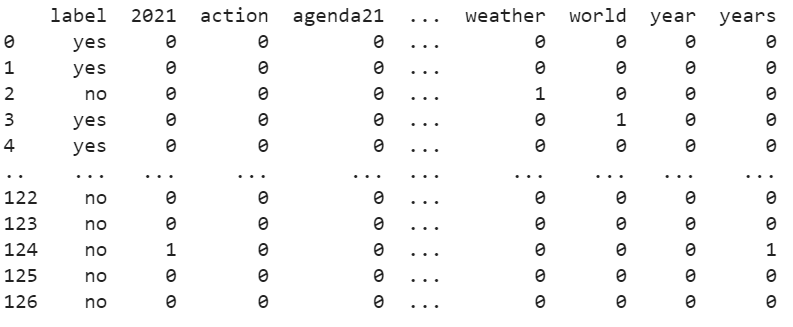 label 2021 action agenda21 ... weather world year years
0 yes 0 0 0 ... 0 0 0 0
1 yes 0 0 0 ... 0 0 0 0
2 no 0 0 0 ... 1 0 0 0
3 yes 0 0 0 ... 0 1 0 0
4 yes 0 0 0 ... 0 0 0 0
.. ... ... ... ... ... ... ... ... ...
122 no 0 0 0 ... 0 0 0 0
123 no 0 0 0 ... 0 0 0 0
124 no 1 0 0 ... 0 0 0 1
125 no 0 0 0 ... 0 0 0 0
126 no 0 0 0 ... 0 0 0 0